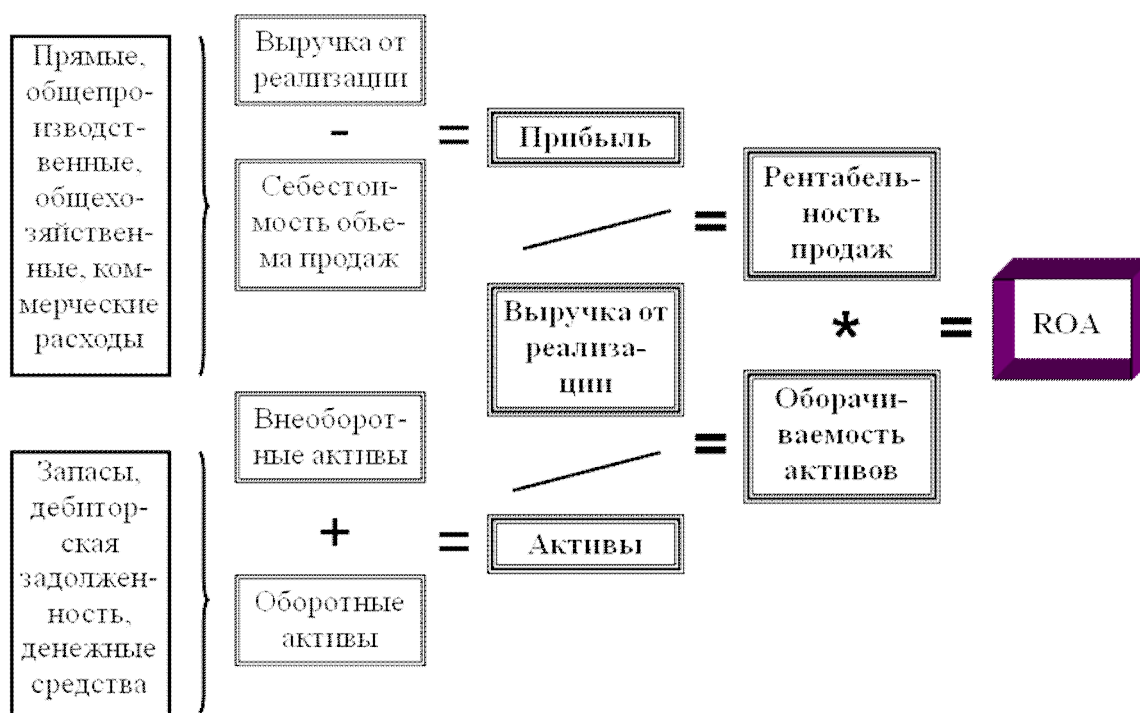 Прямые,
общепро-
изводст-
венные,
общехо-
зяйствен-
ные, ком-
мерческие
расходы
Выручка от
реализации
-
Себестои-
мость объе-
ма продаж
=
Прибыль
Выручка от
реализа-
ции
=
Рентабель-
ность
продаж
*
Оборачи-
ваемость
активов
=
ROA
Запасы,
дебитор-
ская
задолжен-
ность,
денежные
средства
Внеоборот-
ные активы
+
Оборотные
активы
=
Активы
=